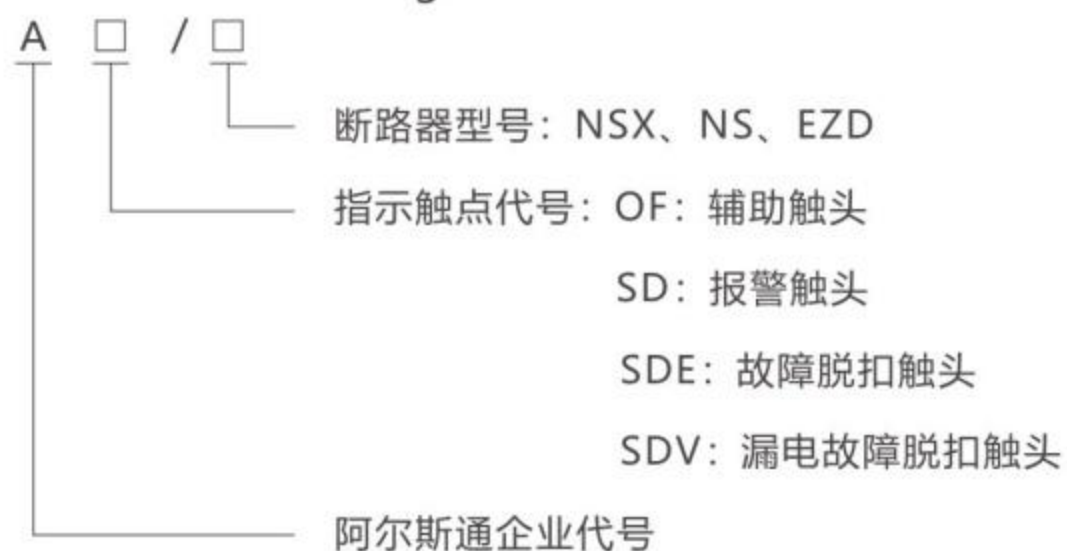 A □ / □
断路器型号：NSX、NS、EZD
指示触点代号：OF：辅助触头
SD：报警触头
SDE：故障脱扣触头
SDV：漏电故障脱扣触头
阿尔斯通企业代号